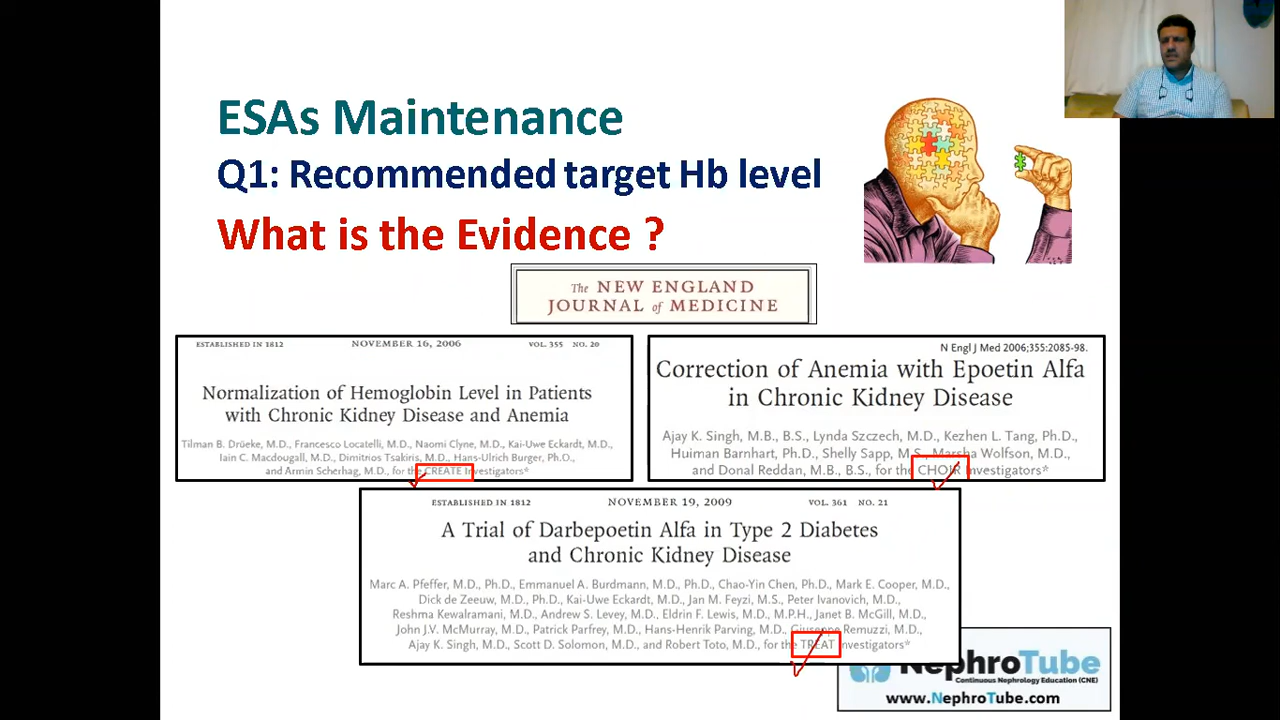 ESAs Maintenance
Q1: Recommended target Hb level
What is the Evidence ?
The NEW ENGLAND
JOURNAL of MEDICINE
ESTABLISHED IN 1812 NOVEMBER 16, 2006 VOL. 355 NO. 20
Normalization of Hemoglobin Level in Patients
with Chronic Kidney Disease and Anemia
Tilman B. Drüeke, M.D., Francesco Locatelli, M.D., Naomi Clyne, M.D., Kai-Uwe Eckardt, M.D.,
Iain C. Macdougall, M.D., Dimitrios Tsakiris, M.D., Hans-Ulrich Burger, Ph.D.,
and Armin Scherhag, M.D., for the CREATE Investigators*
N Engl J Med 2006;355:2085-98.
Correction of Anemia with Epoetin Alfa
in Chronic Kidney Disease
Ajay K. Singh, M.B., B.S., Lynda Szczech, M.D., Kezhen L. Tang, Ph.D.,
Huiman Barnhart, Ph.D., Shelly Sapp, M.S., Marsha Wolfson, M.D.,
and Donal Reddan, M.B., B.S., for the CHOIR Investigators*
ESTABLISHED IN 1812 NOVEMBER 19, 2009 VOL. 361 NO. 21
A Trial of Darbepoetin Alfa in Type 2 Diabetes
and Chronic Kidney Disease
Marc A. Pfeffer, M.D., Ph.D., Emmanuel A. Burdmann, M.D., Ph.D., Chao-Yin Chen, Ph.D., Mark E. Cooper, M.D.,
Dick de Zeeuw, M.D., Ph.D., Kai-Uwe Eckardt, M.D., Jan M. Feyzi, M.S., Peter Ivanovich, M.D.,
Reshma Kewalramani, M.D., Andrew S. Levey, M.D., Eldrin F. Lewis, M.D., M.P.H., Janet B. McGill, M.D.,
John J.V. McMurray, M.D., Patrick Parfrey, M.D., Hans-Henrik Parving, M.D., Giuseppe Remuzzi, M.D.,
Ajay K. Singh, M.D., Scott D. Solomon, M.D., and Robert Toto, M.D., for the TREAT Investigators*
NephroTube
Continuous Nephrology Education (CNE)
www.NephroTube.com